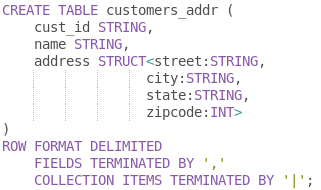 CREATE TABLE customers_addr (
    cust_id STRING,
    name STRING,
    address STRUCT<street:STRING,
                   city:STRING,
                   state:STRING,
                   zipcode:INT>
)
ROW FORMAT DELIMITED
    FIELDS TERMINATED BY ','
    COLLECTION ITEMS TERMINATED BY '|';